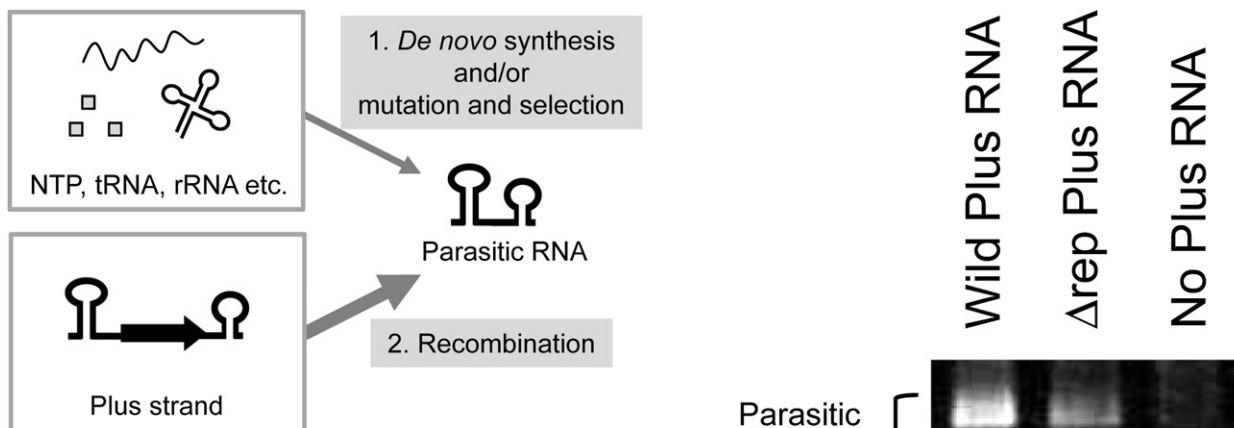 1. De novo synthesis
and/or
mutation and selection
NTP, tRNA, rRNA etc.
Parasitic RNA
2. Recombination
Plus strand
Wild Plus RNA
Δrep Plus RNA
No Plus RNA
Parasitic